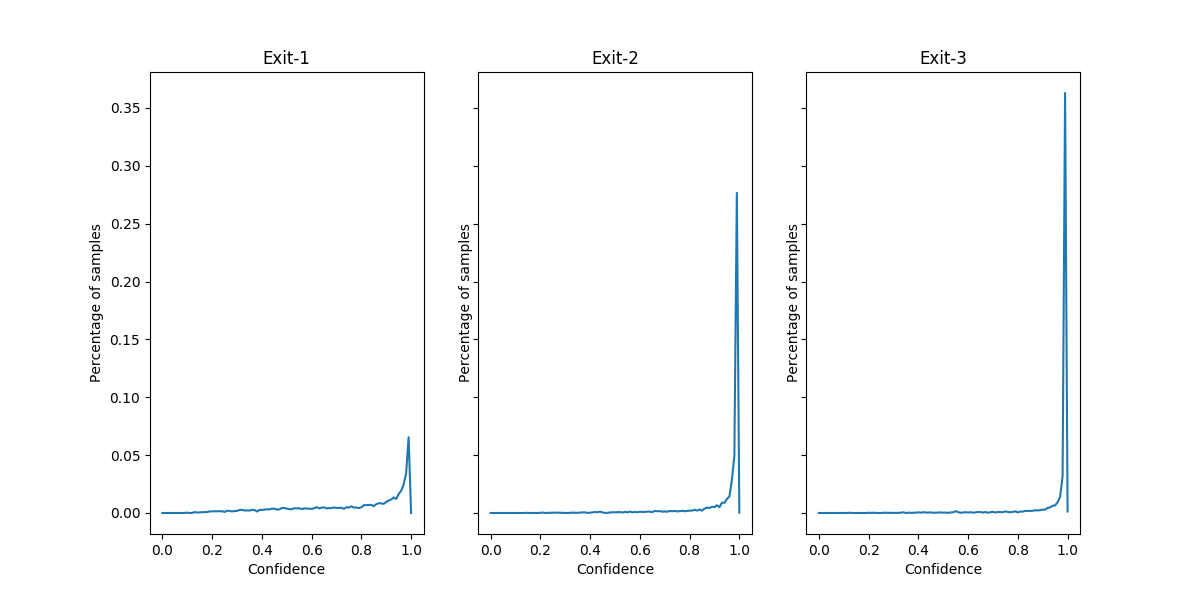 Exit-1
Exit-2
Exit-3
Percentage of samples
0.35
0.30
0.25
0.20
0.15
0.10
0.05
0.00
0.0 0.2 0.4 0.6 0.8 1.0
Confidence
Percentage of samples
0.0 0.2 0.4 0.6 0.8 1.0
Confidence
Percentage of samples
0.0 0.2 0.4 0.6 0.8 1.0
Confidence